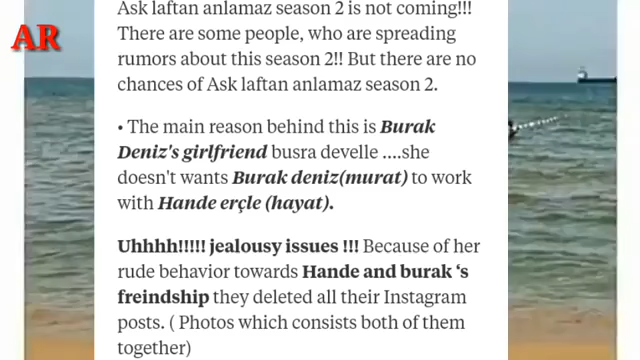 AR
Ask laftan anlamaz season 2 is not coming!!!
There are some people, who are spreading
rumors about this season 2!! But there are no
chances of Ask laftan anlamaz season 2.
• The main reason behind this is Burak
Deniz's girlfriend busra develle ....she
doesn't wants Burak deniz(murat) to work
with Hande erçle (hayat).
Uhhhh!!!!! jealousy issues !!! Because of her
rude behavior towards Hande and burak ‘s
freindship they deleted all their Instagram
posts. ( Photos which consists both of them
together)